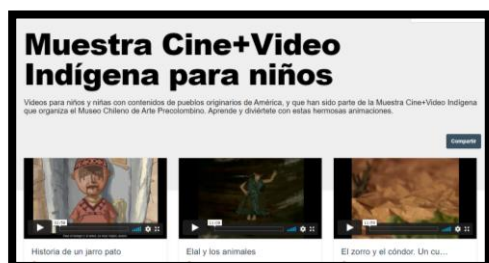 Muestra Cine+Video
Indígena para niños
Videos para niños y niñas con contenidos de pueblos originarios de América, y que han sido parte de la Muestra Cine+Video Indígena
que organiza el Museo Chileno de Arte Precolombino. Aprende y diviértete con estas hermosas animaciones.
Compartir
Historia de un jarro pato
Elal y los animales
El zorro y el cóndor. Un cu...